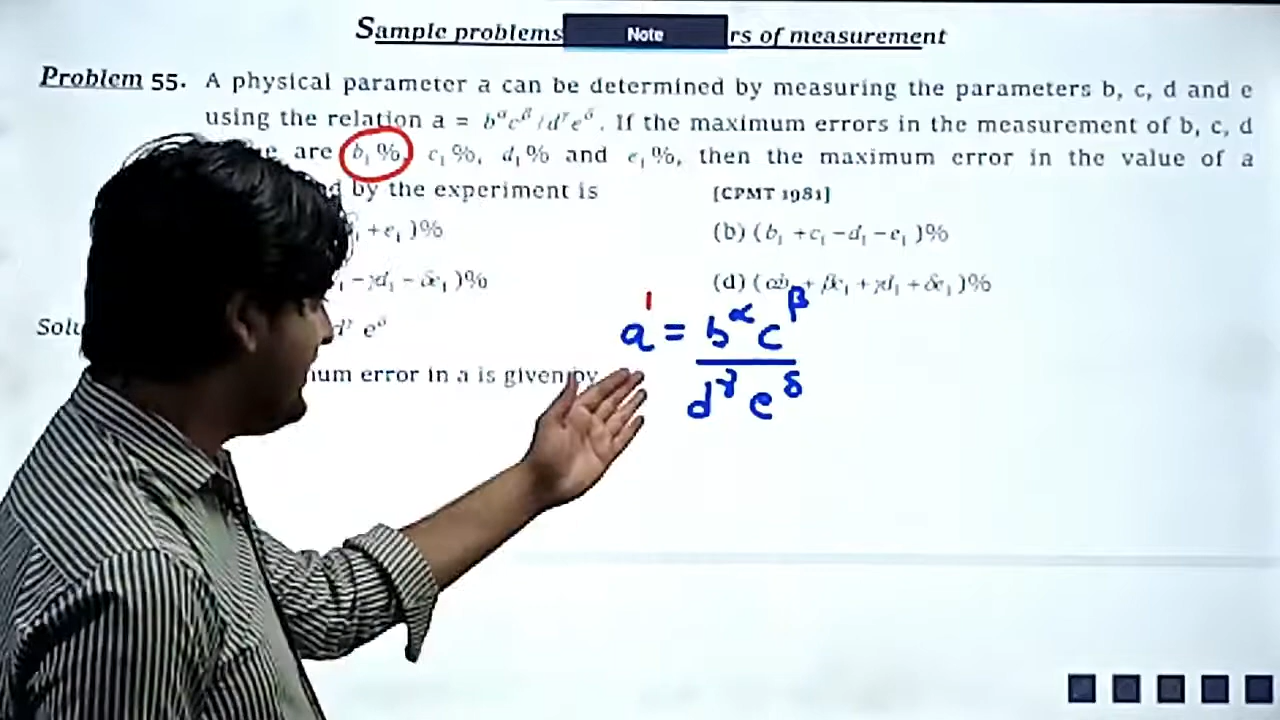 Sample problems Note rs of measurement
Problem 55. A physical parameter a can be determined by measuring the parameters b, c, d and e
using the relation a = b^α c^β / d^γ e^δ. If the maximum errors in the measurement of b, c, d
are b₁%, c₁%, d₁% and e₁%, then the maximum error in the value of a
by the experiment is [CPMT 1981]
+e₁)% (b) (b₁ +c₁ −d₁ −e₁)%
−γd₁ − δe₁)% (d) (αb₁ + βc₁ + γd₁ + δe₁)%
1
a = b^α c^β
d^γ e^δ
e^δ
error in a is given by